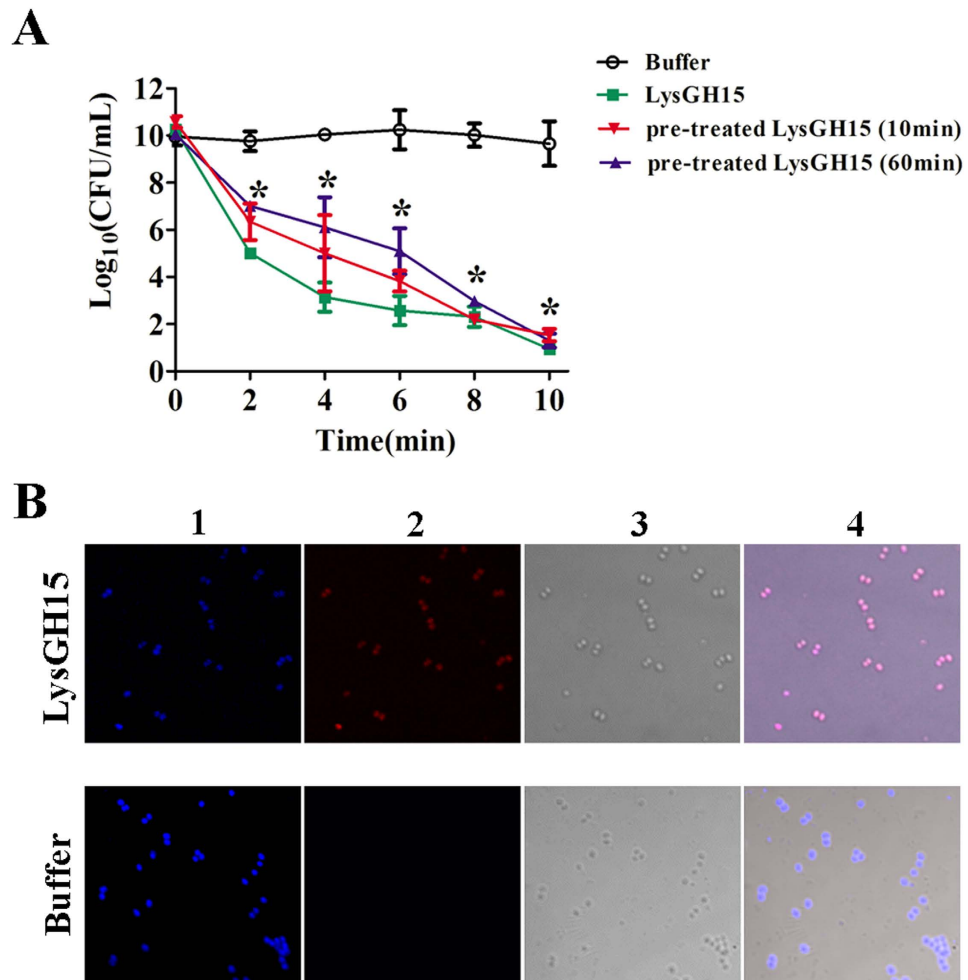 A
Buffer
LysGH15
pre-treated LysGH15 (10min)
pre-treated LysGH15 (60min)
Log10(CFU/mL)
12
10
8
6
4
2
0
* * * * *
0 2 4 6 8 10
Time(min)
B
1 2 3 4
LysGH15
Buffer